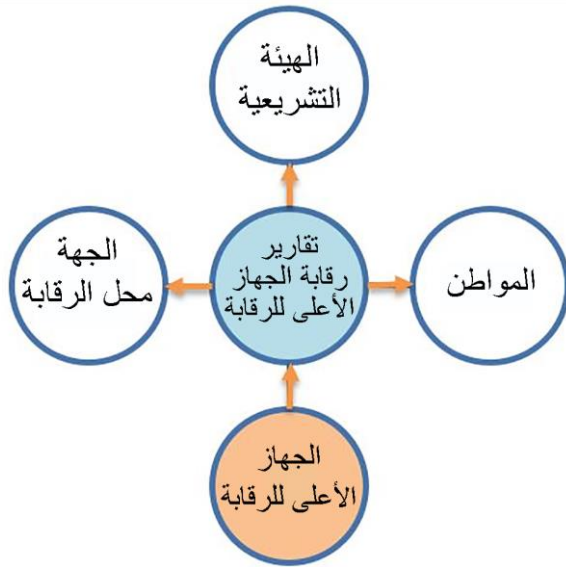 الهيئة
التشريعية
الجهة
محل الرقابة
تقارير
رقابة الجهاز
الأعلى للرقابة
المواطن
الجهاز
الأعلى للرقابة